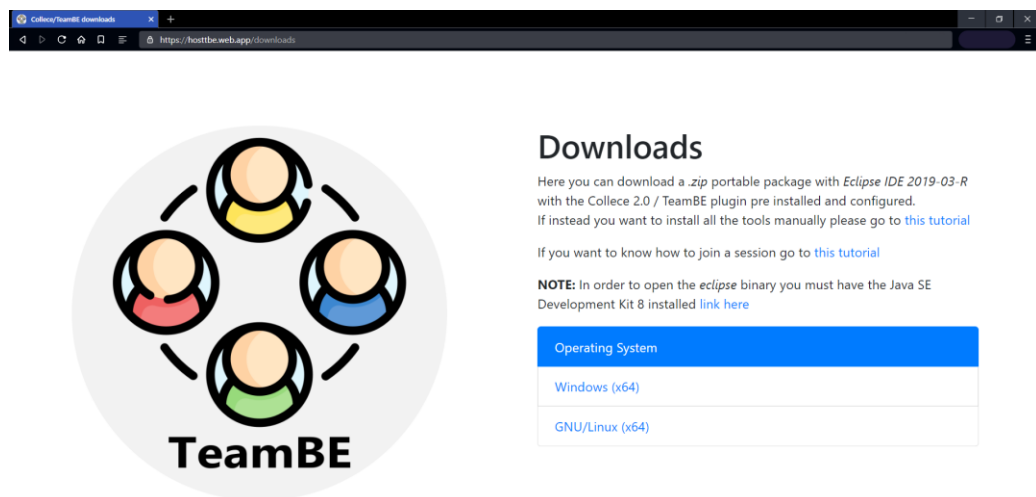 Collece/TeamBE downloads
https://hosttbe.web.app/downloads
Downloads
Here you can download a .zip portable package with Eclipse IDE 2019-03-R
with the Collece 2.0 / TeamBE plugin pre installed and configured.
If instead you want to install all the tools manually please go to this tutorial
If you want to know how to join a session go to this tutorial
NOTE: In order to open the eclipse binary you must have the Java SE
Development Kit 8 installed link here
Operating System
Windows (x64)
GNU/Linux (x64)
TeamBE